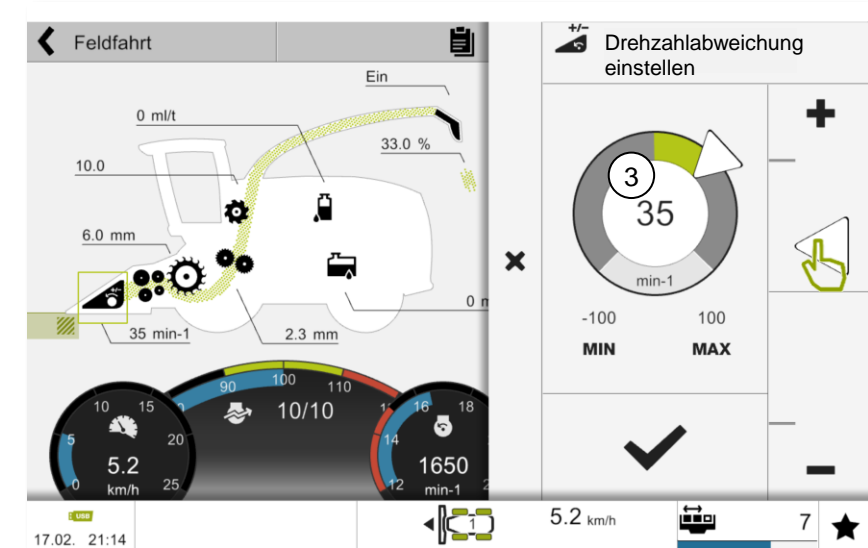 Feldfahrt
+/–
Drehzahlabweichung
einstellen
Ein
0 ml/t
33.0 %
10.0
6.0 mm
+/–
0 m
35 min-1
2.3 mm
3
35
min-1
-100
100
MIN
MAX
90
100
110
10/10
0
5
10
15
20
25
5.2
km/h
12
14
16
18
2
1650
min-1
USB
17.02. 21:14
1
5.2 km/h
7